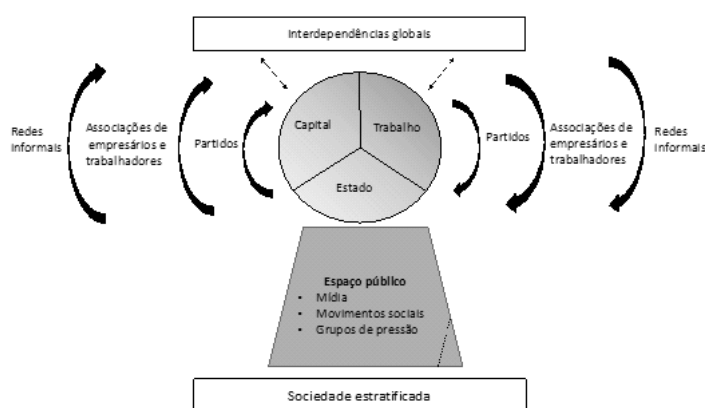 Interdependências globais
Redes
Informais
Associações de
empresários e
trabalhadores
Partidos
Capital
Trabalho
Estado
Partidos
Associações de
empresários e
trabalhadores
Redes
Informais
Espaço público
• Mídia
• Movimentos sociais
• Grupos de pressão
Sociedade estratificada